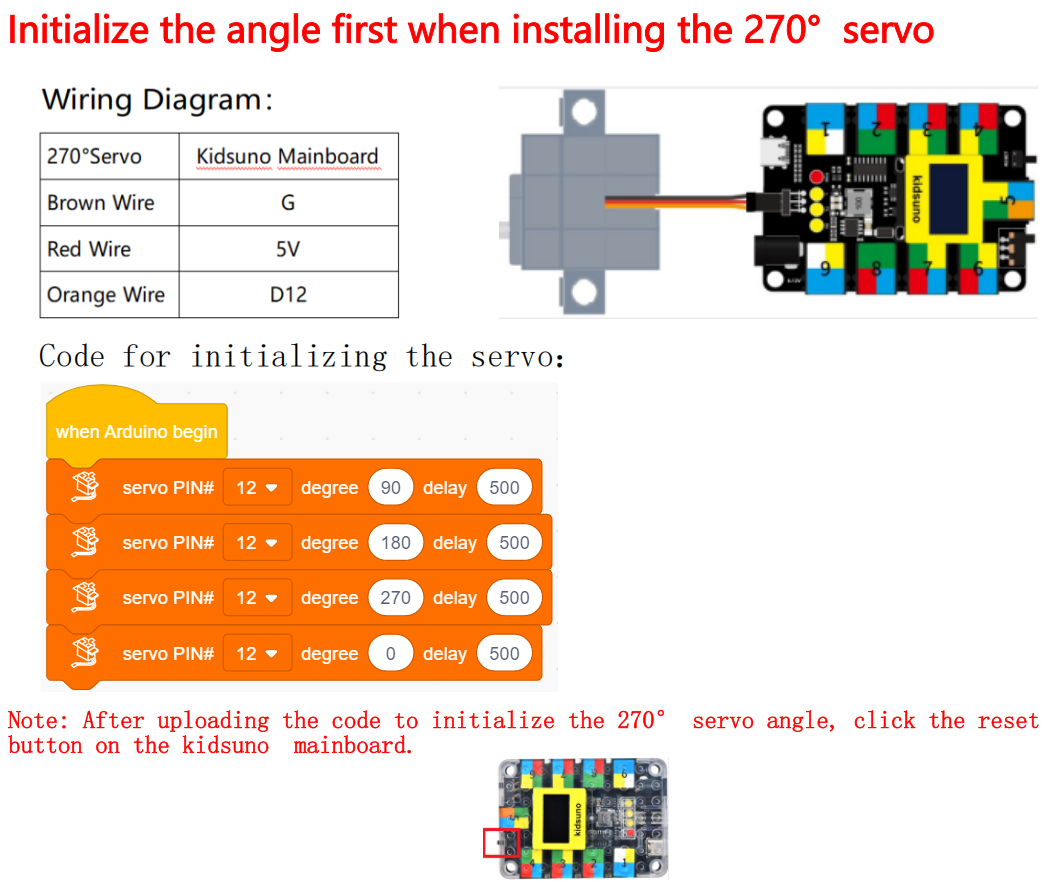 Initialize the angle first when installing the 270° servo
Wiring Diagram:
270°Servo Kidsuno Mainboard
Brown Wire G
Red Wire 5V
Orange Wire D12
1 2 3 4
kidsuno
5
6 8 7 6
Code for initializing the servo:
when Arduino begin
servo PIN# 12 degree 90 delay 500
servo PIN# 12 degree 180 delay 500
servo PIN# 12 degree 270 delay 500
servo PIN# 12 degree 0 delay 500
Note: After uploading the code to initialize the 270° servo angle, click the reset
button on the kidsuno mainboard.
kidsuno